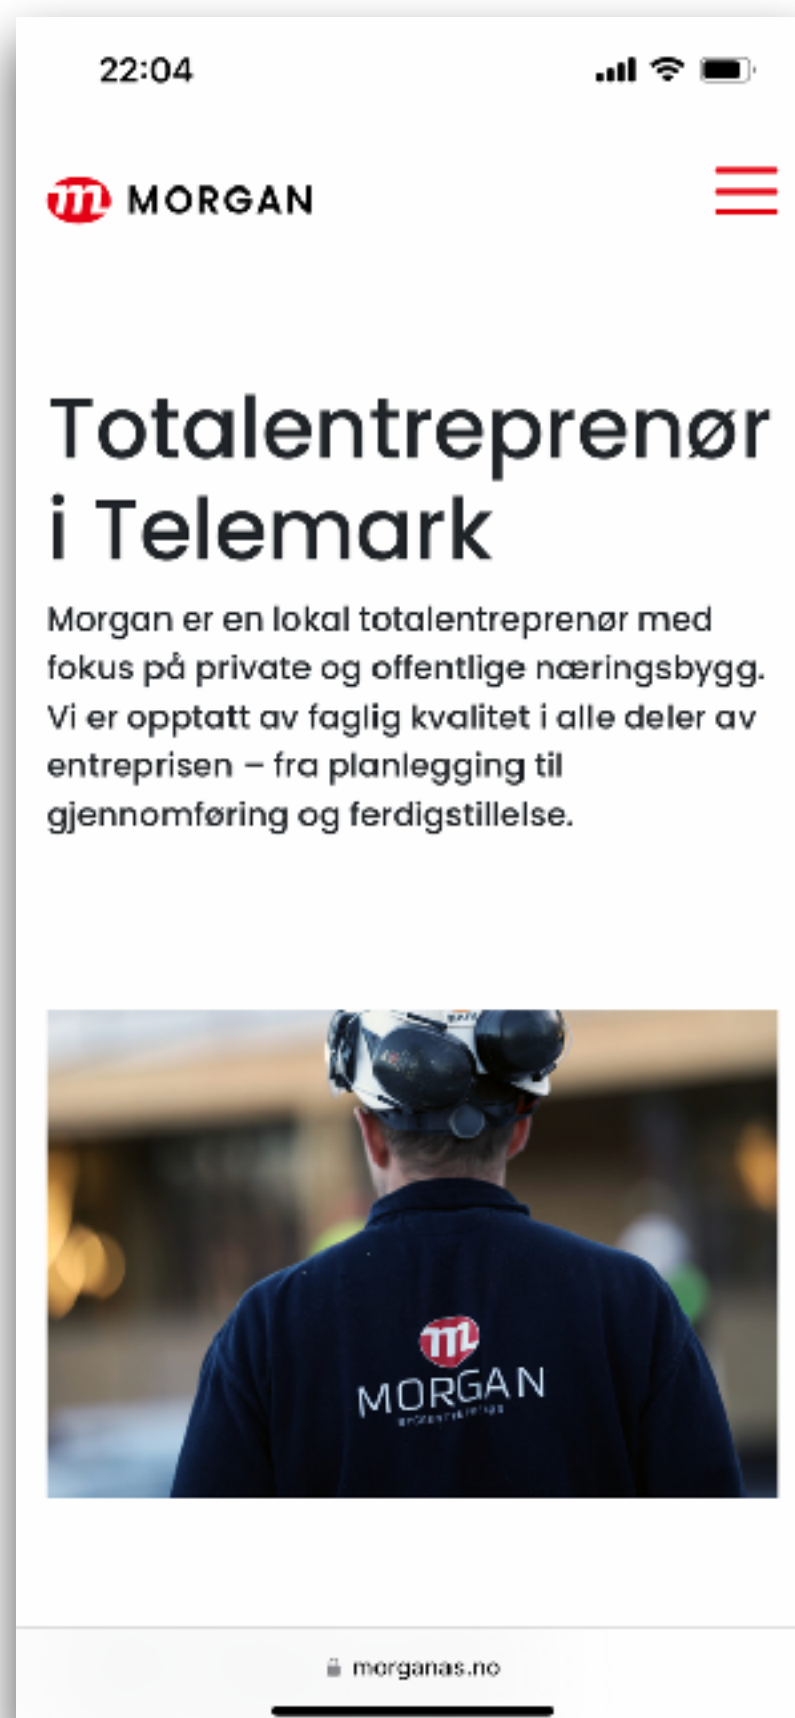 22:04
MORGAN
Totalentreprenør
i Telemark
Morgan er en lokal totalentreprenør med
fokus på private og offentlige næringsbygg.
Vi er opptatt av faglig kvalitet i alle deler av
entreprisen – fra planlegging til
gjennomføring og ferdigstillelse.
m
MORGAN
morganas.no